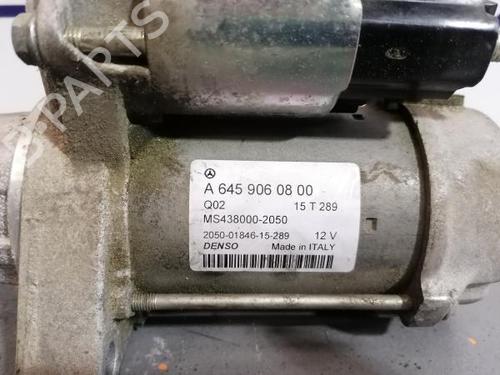 B-PARTS
A 645 906 08 00
Q02 15 T 289
MS438000-2050
2050-01846-15-289 12 V
DENSO Made in ITALY